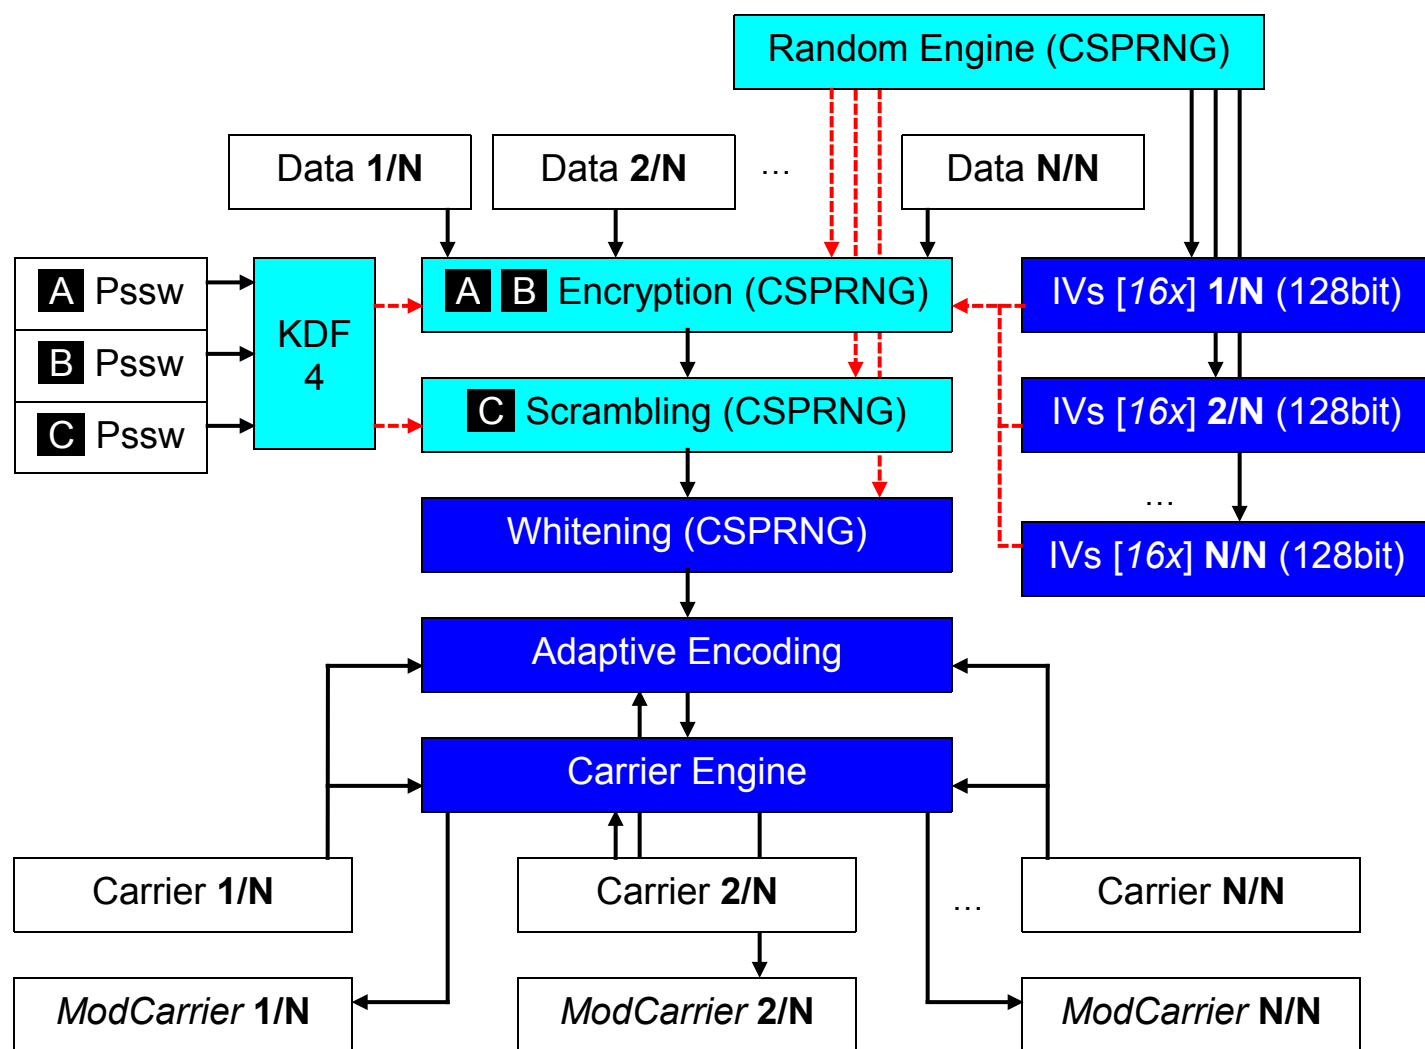 Random Engine (CSPRNG)
Data 1/N
Data 2/N
...
Data N/N
A Pssw
B Pssw
C Pssw
KDF
4
A B Encryption (CSPRNG)
IVs [16x] 1/N (128bit)
C Scrambling (CSPRNG)
IVs [16x] 2/N (128bit)
...
Whitening (CSPRNG)
IVs [16x] N/N (128bit)
Adaptive Encoding
Carrier Engine
Carrier 1/N
Carrier 2/N
...
Carrier N/N
ModCarrier 1/N
ModCarrier 2/N
ModCarrier N/N